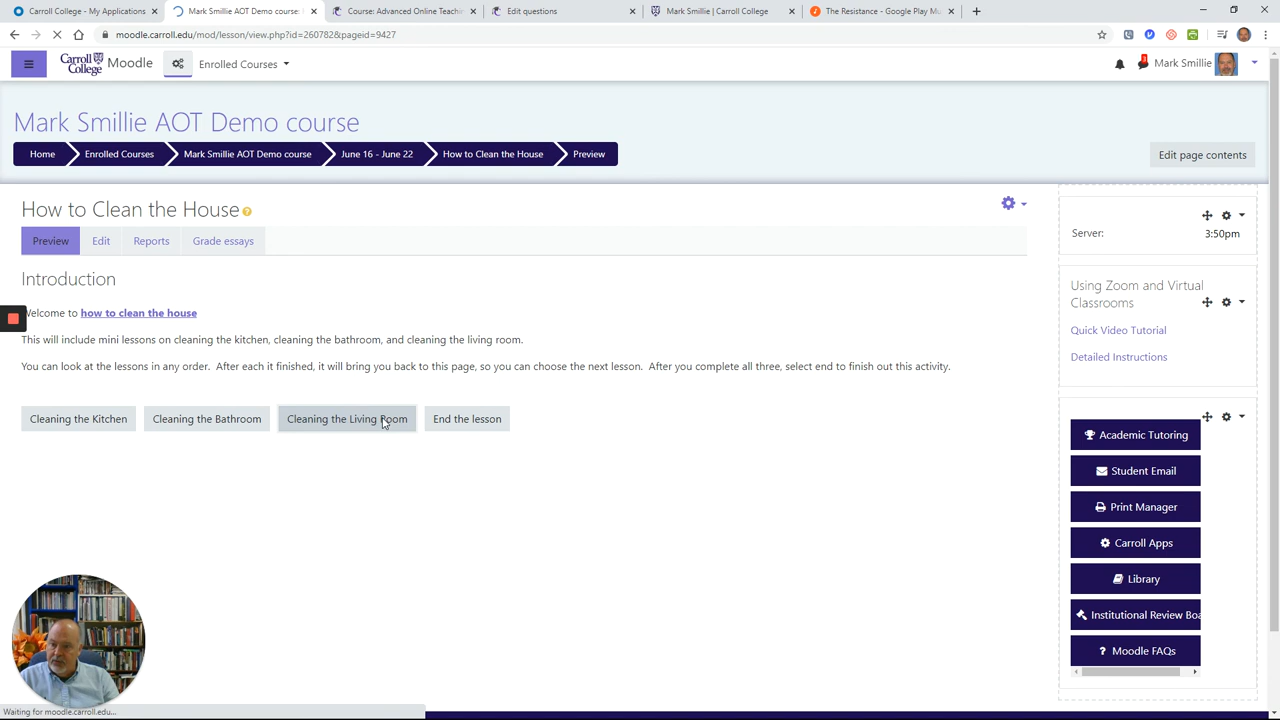 Carroll College - My Applications
Mark Smillie AOT Demo course:
Course: Advanced Online Teachin
Edit questions
Mark Smillie | Carroll College
The Resistance - Google Play Mu
moodle.carroll.edu/mod/lesson/view.php?id=260782&pageid=9427
CARROLL COLLEGE Moodle
Enrolled Courses
Mark Smillie
Mark Smillie AOT Demo course
Home
Enrolled Courses
Mark Smillie AOT Demo course
June 16 - June 22
How to Clean the House
Preview
Edit page contents
How to Clean the House
Preview
Edit
Reports
Grade essays
Server:
3:50pm
Introduction
Welcome to how to clean the house
This will include mini lessons on cleaning the kitchen, cleaning the bathroom, and cleaning the living room.
You can look at the lessons in any order. After each it finished, it will bring you back to this page, so you can choose the next lesson. After you complete all three, select end to finish out this activity.
Cleaning the Kitchen
Cleaning the Bathroom
Cleaning the Living Room
End the lesson
Using Zoom and Virtual
Classrooms
Quick Video Tutorial
Detailed Instructions
Academic Tutoring
Student Email
Print Manager
Carroll Apps
Library
Institutional Review Boa
Moodle FAQs
Waiting for moodle.carroll.edu...